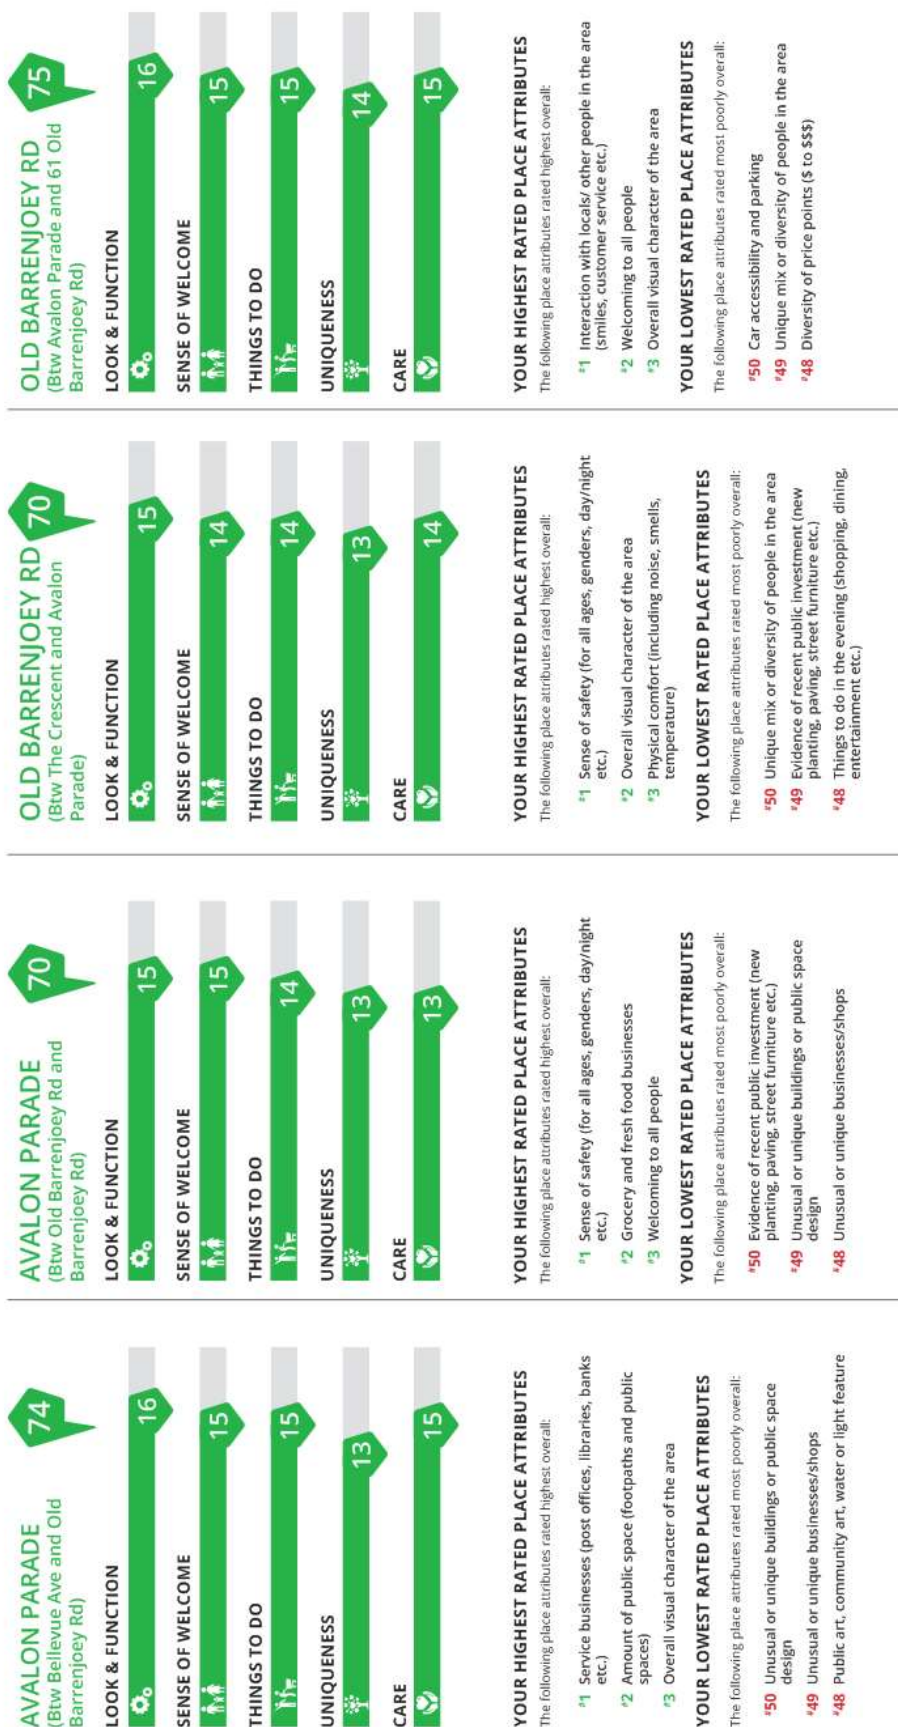 AVALON PARADE
(Btw Bellevue Ave and Old
Barrenjoey Rd)
74
LOOK & FUNCTION
16
SENSE OF WELCOME
15
THINGS TO DO
15
UNIQUENESS
13
CARE
15
YOUR HIGHEST RATED PLACE ATTRIBUTES
The following place attributes rated highest overall:
#1 Service businesses (post offices, libraries, banks
etc.)
#2 Amount of public space (footpaths and public
spaces)
#3 Overall visual character of the area
YOUR LOWEST RATED PLACE ATTRIBUTES
The following place attributes rated most poorly overall:
#50 Unusual or unique buildings or public space
design
#49 Unusual or unique businesses/shops
#48 Public art, community art, water or light feature
AVALON PARADE
(Btw Old Barrenjoey Rd and
Barrenjoey Rd)
70
LOOK & FUNCTION
15
SENSE OF WELCOME
15
THINGS TO DO
14
UNIQUENESS
13
CARE
13
YOUR HIGHEST RATED PLACE ATTRIBUTES
The following place attributes rated highest overall:
#1 Sense of safety (for all ages, genders, day/night
etc.)
#2 Grocery and fresh food businesses
#3 Welcoming to all people
YOUR LOWEST RATED PLACE ATTRIBUTES
The following place attributes rated most poorly overall:
#50 Evidence of recent public investment (new
planting, paving, street furniture etc.)
#49 Unusual or unique buildings or public space
design
#48 Unusual or unique businesses/shops
OLD BARRENJOEY RD
(Btw The Crescent and Avalon
Parade)
70
LOOK & FUNCTION
15
SENSE OF WELCOME
14
THINGS TO DO
14
UNIQUENESS
13
CARE
14
YOUR HIGHEST RATED PLACE ATTRIBUTES
The following place attributes rated highest overall:
#1 Sense of safety (for all ages, genders, day/night
etc.)
#2 Overall visual character of the area
#3 Physical comfort (including noise, smells,
temperature)
YOUR LOWEST RATED PLACE ATTRIBUTES
The following place attributes rated most poorly overall:
#50 Unique mix or diversity of people in the area
#49 Evidence of recent public investment (new
planting, paving, street furniture etc.)
#48 Things to do in the evening (shopping, dining,
entertainment etc.)
OLD BARRENJOEY RD
(Btw Avalon Parade and 61 Old
Barrenjoey Rd)
75
LOOK & FUNCTION
16
SENSE OF WELCOME
15
THINGS TO DO
15
UNIQUENESS
14
CARE
15
YOUR HIGHEST RATED PLACE ATTRIBUTES
The following place attributes rated highest overall:
#1 Interaction with locals/ other people in the area
(smiles, customer service etc.)
#2 Welcoming to all people
#3 Overall visual character of the area
YOUR LOWEST RATED PLACE ATTRIBUTES
The following place attributes rated most poorly overall:
#50 Car accessibility and parking
#49 Unique mix or diversity of people in the area
#48 Diversity of price points ($ to $$$)